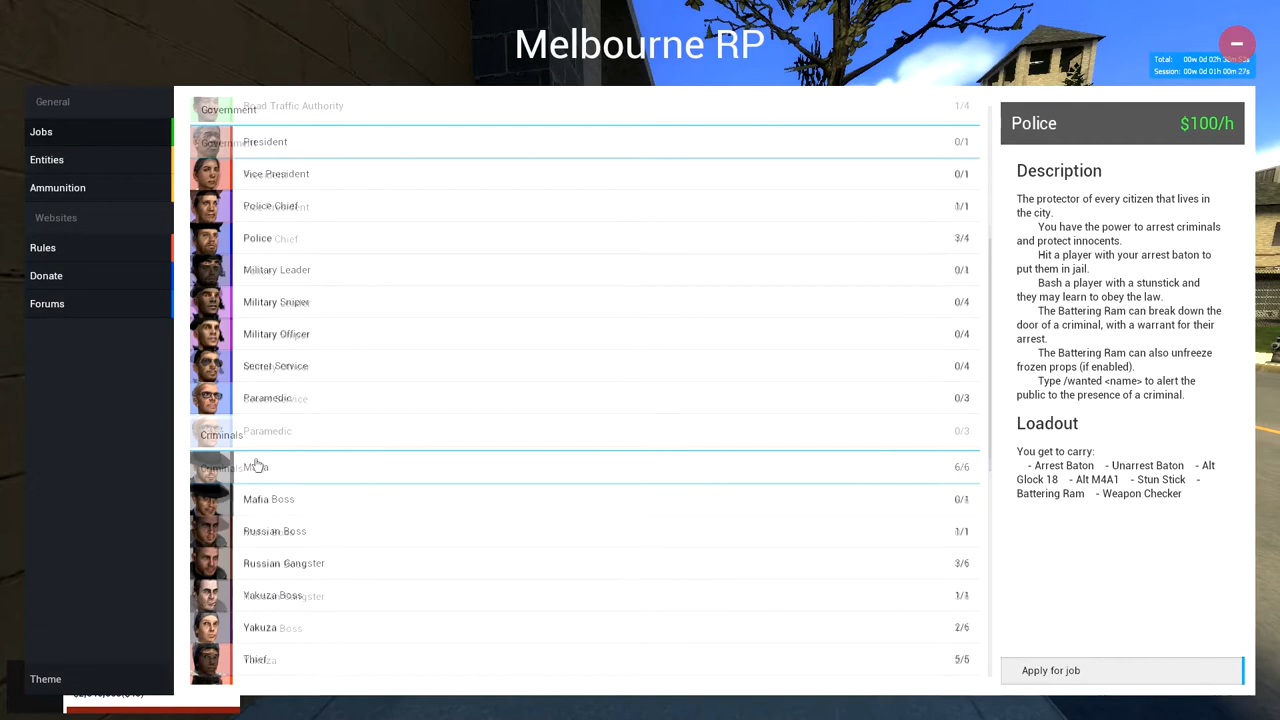 Melbourne RP
Session: 00w 0d 01h 00m 27s
General
Jobs
Entities
Ammunition
Websites
Rules
Donate
Forums
Theme
Road Traffic Authority 1/4
Government
President 0/1
Vice President 0/1
Police Chief 1/1
Police 3/4
Military Leader 0/1
Military Sniper 0/4
Military Officer 0/4
Secret Service 0/4
Paramedic 0/3
Criminals
Mafia 6/6
Mafia Boss 0/1
Russian Boss 1/1
Russian Gangster 3/6
Yakuza Boss 1/1
Yakuza 2/6
Thief 5/5
Police $100/h
Description
The protector of every citizen that lives in
the city.
You have the power to arrest criminals
and protect innocents.
Hit a player with your arrest baton to
put them in jail.
Bash a player with a stunstick and
they may learn to obey the law.
The Battering Ram can break down the
door of a criminal, with a warrant for their
arrest.
The Battering Ram can also unfreeze
frozen props (if enabled).
Type /wanted <name> to alert the
public to the presence of a criminal.
Loadout
You get to carry:
- Arrest Baton - Unarrest Baton - Alt
Glock 18 - Alt M4A1 - Stun Stick -
Battering Ram - Weapon Checker
Apply for job